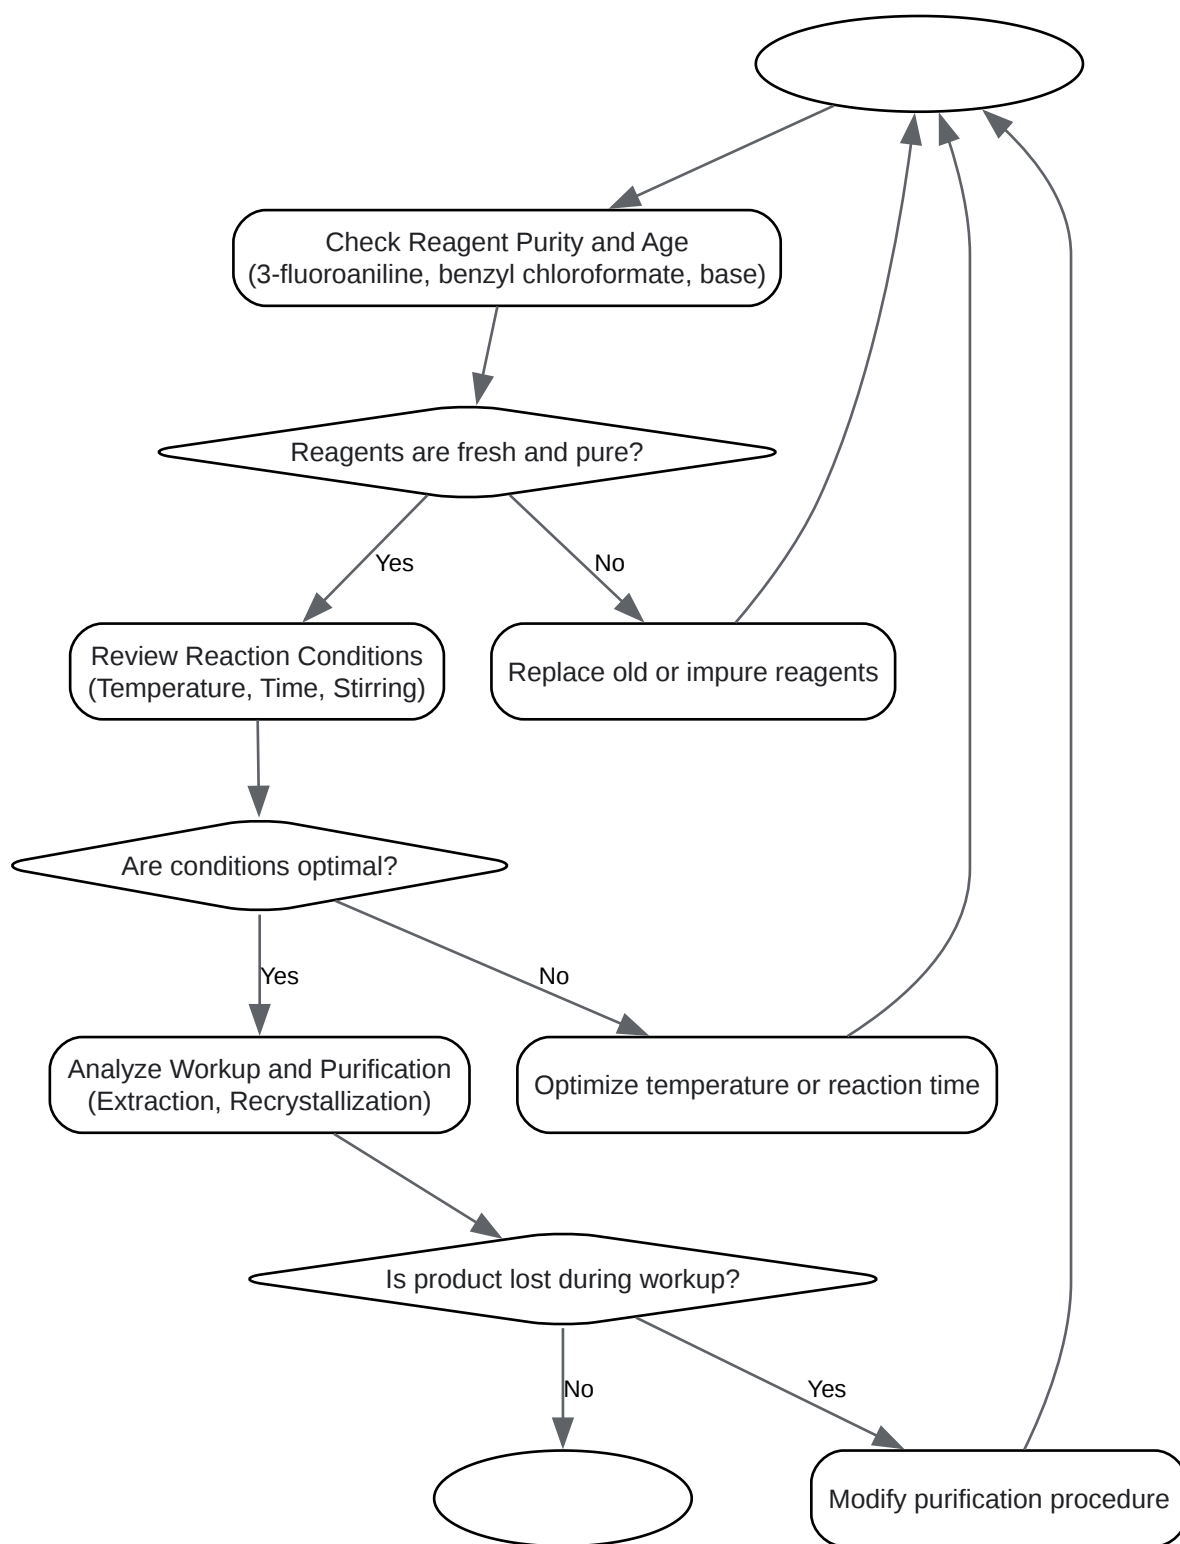 Check Reagent Purity and Age
(3-fluoroaniline, benzyl chloroformate, base)
Reagents are fresh and pure?
Yes
No
Review Reaction Conditions
(Temperature, Time, Stirring)
Replace old or impure reagents
Are conditions optimal?
Yes
No
Analyze Workup and Purification
(Extraction, Recrystallization)
Optimize temperature or reaction time
Is product lost during workup?
No
Yes
Modify purification procedure